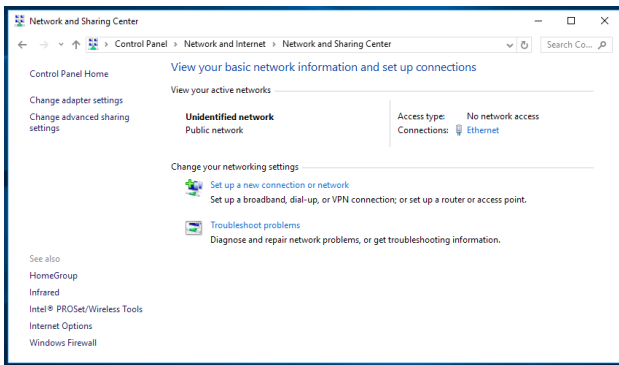 Network and Sharing Center
Control Panel > Network and Internet > Network and Sharing Center
Search Co...
Control Panel Home
Change adapter settings
Change advanced sharing
settings
View your basic network information and set up connections
View your active networks
Unidentified network
Public network
Access type: No network access
Connections: Ethernet
Change your networking settings
Set up a new connection or network
Set up a broadband, dial-up, or VPN connection; or set up a router or access point.
Troubleshoot problems
Diagnose and repair network problems, or get troubleshooting information.
See also
HomeGroup
Infrared
Intel® PROSet/Wireless Tools
Internet Options
Windows Firewall